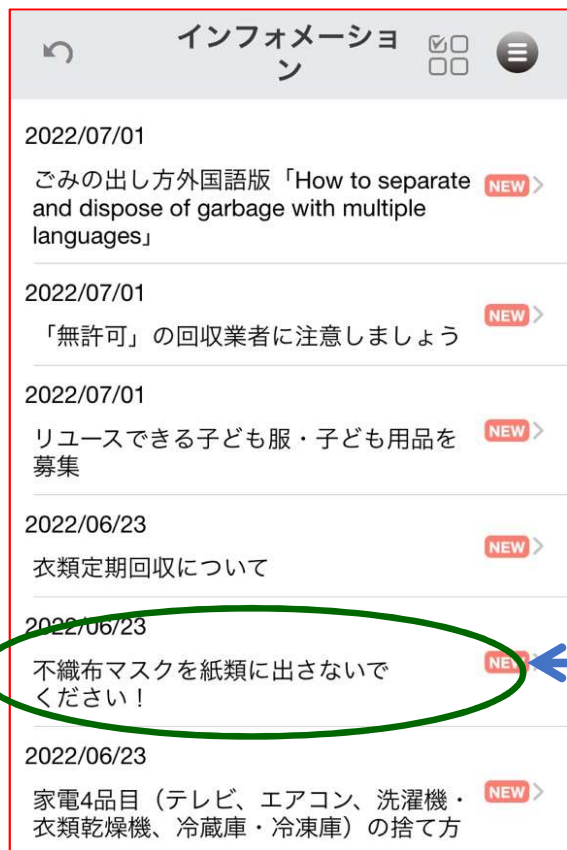 インフォメーショ
ン
2022/07/01
ごみの出し方外国語版「How to separate
and dispose of garbage with multiple
languages」
NEW
2022/07/01
「無許可」の回収業者に注意しましょう
NEW
2022/07/01
リユースできる子ども服・子ども用品を
募集
NEW
2022/06/23
衣類定期回収について
NEW
2022/06/23
不織布マスクを紙類に出さないで
ください！
NEW
2022/06/23
家電4品目（テレビ、エアコン、洗濯機・
衣類乾燥機、冷蔵庫・冷凍庫）の捨て方
NEW